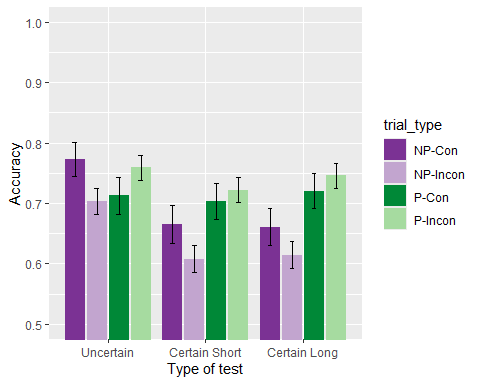 1.0
0.9
0.8
0.7
0.6
0.5
Accuracy
Uncertain Certain Short Certain Long
Type of test
trial_type
NP-Con
NP-Incon
P-Con
P-Incon